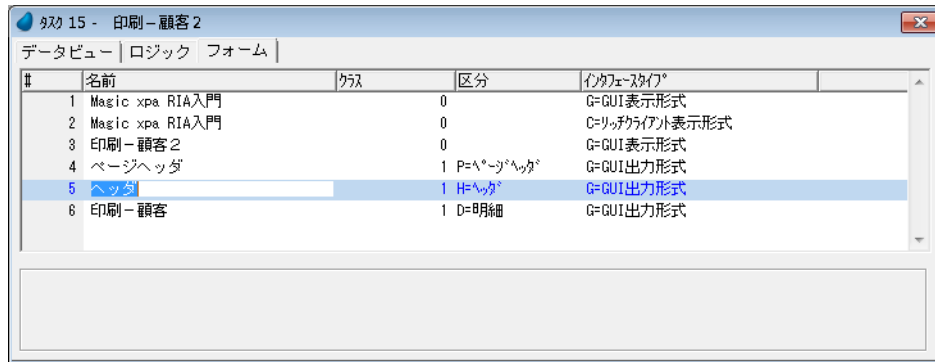 ﾀｽｸ 15 - 印刷－顧客２
データビュー ロジック フォーム
# 名前 ｸﾗｽ 区分 ｲﾝﾀﾌｪｰｽﾀｲﾌﾟ
1 Magic xpa RIA入門 0 G=GUI表示形式
2 Magic xpa RIA入門 0 C=ﾘｯﾁｸﾗｲｱﾝﾄ表示形式
3 印刷－顧客２ 0 G=GUI表示形式
4 ページヘッダ 1 P=ﾍﾟｰｼﾞﾍｯﾀﾞ G=GUI出力形式
5 ヘッダ 1 H=ﾍｯﾀﾞ G=GUI出力形式
6 印刷－顧客 1 D=明細 G=GUI出力形式